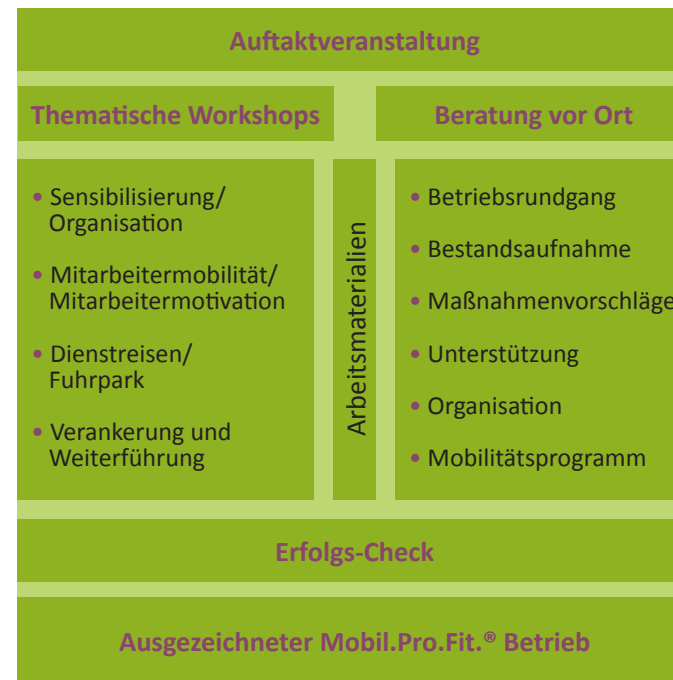 Auftaktveranstaltung
Thematische Workshops
• Sensibilisierung/
Organisation
• Mitarbeitermobilität/
Mitarbeitermotivation
• Dienstreisen/
Fuhrpark
• Verankerung und
Weiterführung
Arbeitsmaterialien
Beratung vor Ort
• Betriebsrundgang
• Bestandsaufnahme
• Maßnahmenvorschläge
• Unterstützung
• Organisation
• Mobilitätsprogramm
Erfolgs-Check
Ausgezeichneter Mobil.Pro.Fit.® Betrieb